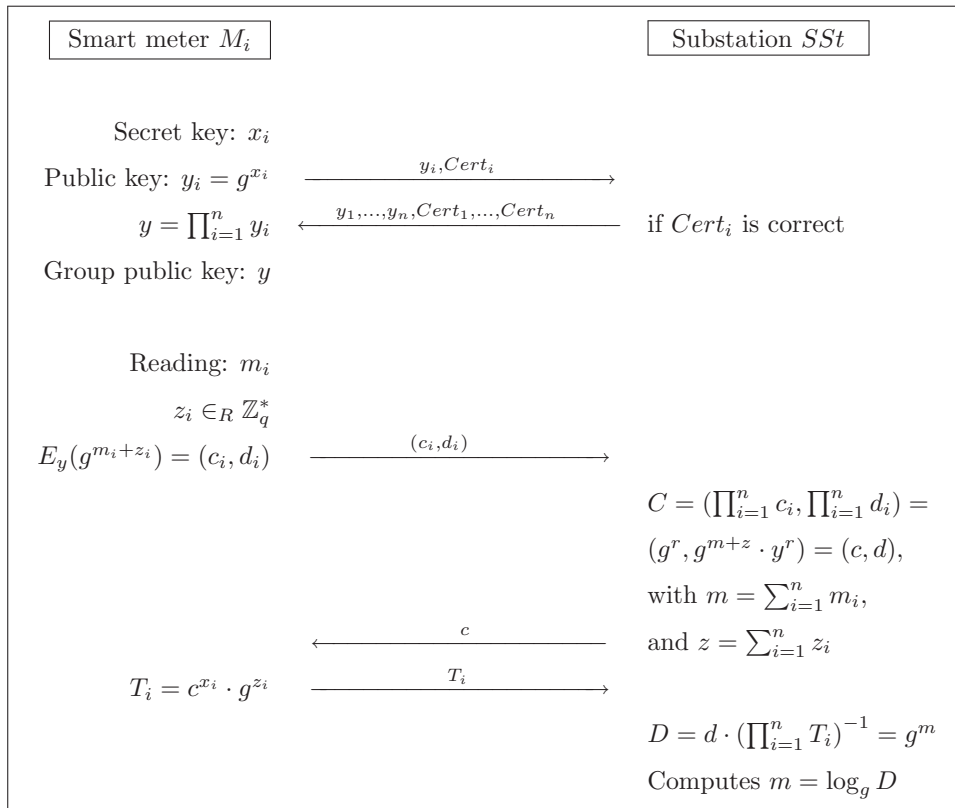 Smart meter M_i
Substation SSt
Secret key: x_i
Public key: y_i = g^{x_i}
y_i, Cert_i
y = ∏_{i=1}^{n} y_i
y_1,...,y_n,Cert_1,...,Cert_n
if Cert_i is correct
Group public key: y
Reading: m_i
z_i ∈_R ℤ_q^*
E_y(g^{m_i+z_i}) = (c_i, d_i)
(c_i,d_i)
C = (∏_{i=1}^{n} c_i, ∏_{i=1}^{n} d_i) =
(g^r, g^{m+z} · y^r) = (c, d),
with m = ∑_{i=1}^{n} m_i,
c
and z = ∑_{i=1}^{n} z_i
T_i = c^{x_i} · g^{z_i}
T_i
D = d · (∏_{i=1}^{n} T_i)^{-1} = g^m
Computes m = log_g D